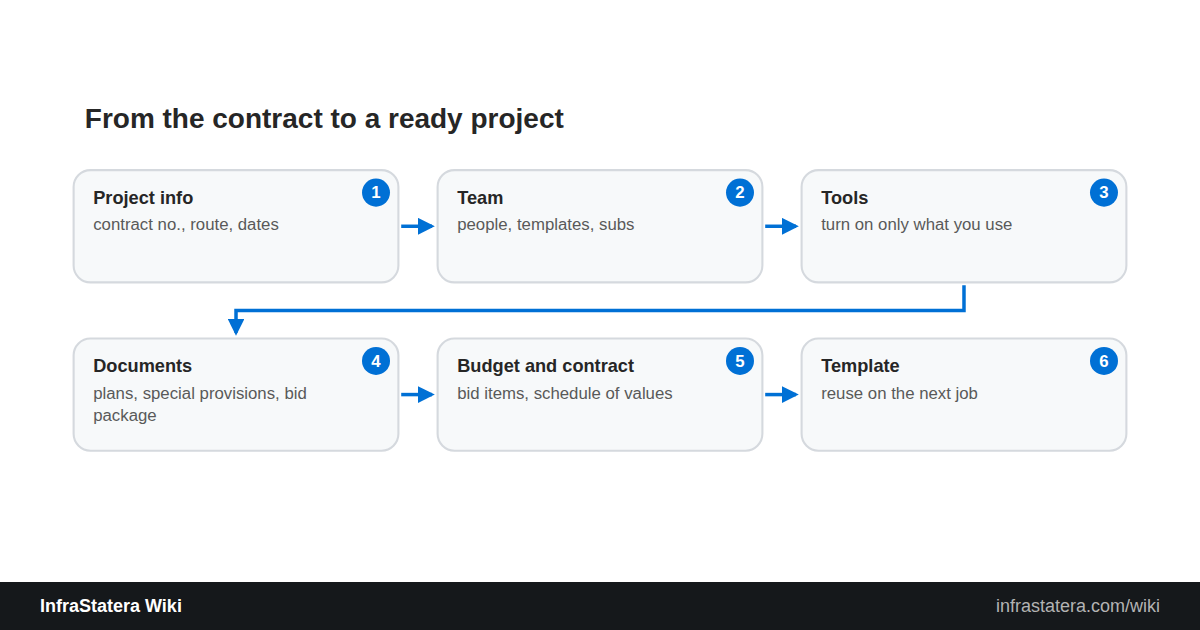 From the contract to a ready project
Project info
1
contract no., route, dates
Team
2
people, templates, subs
Tools
3
turn on only what you use
Documents
4
plans, special provisions, bid
package
Budget and contract
5
bid items, schedule of values
Template
6
reuse on the next job
InfraStatera Wiki
infrastatera.com/wiki